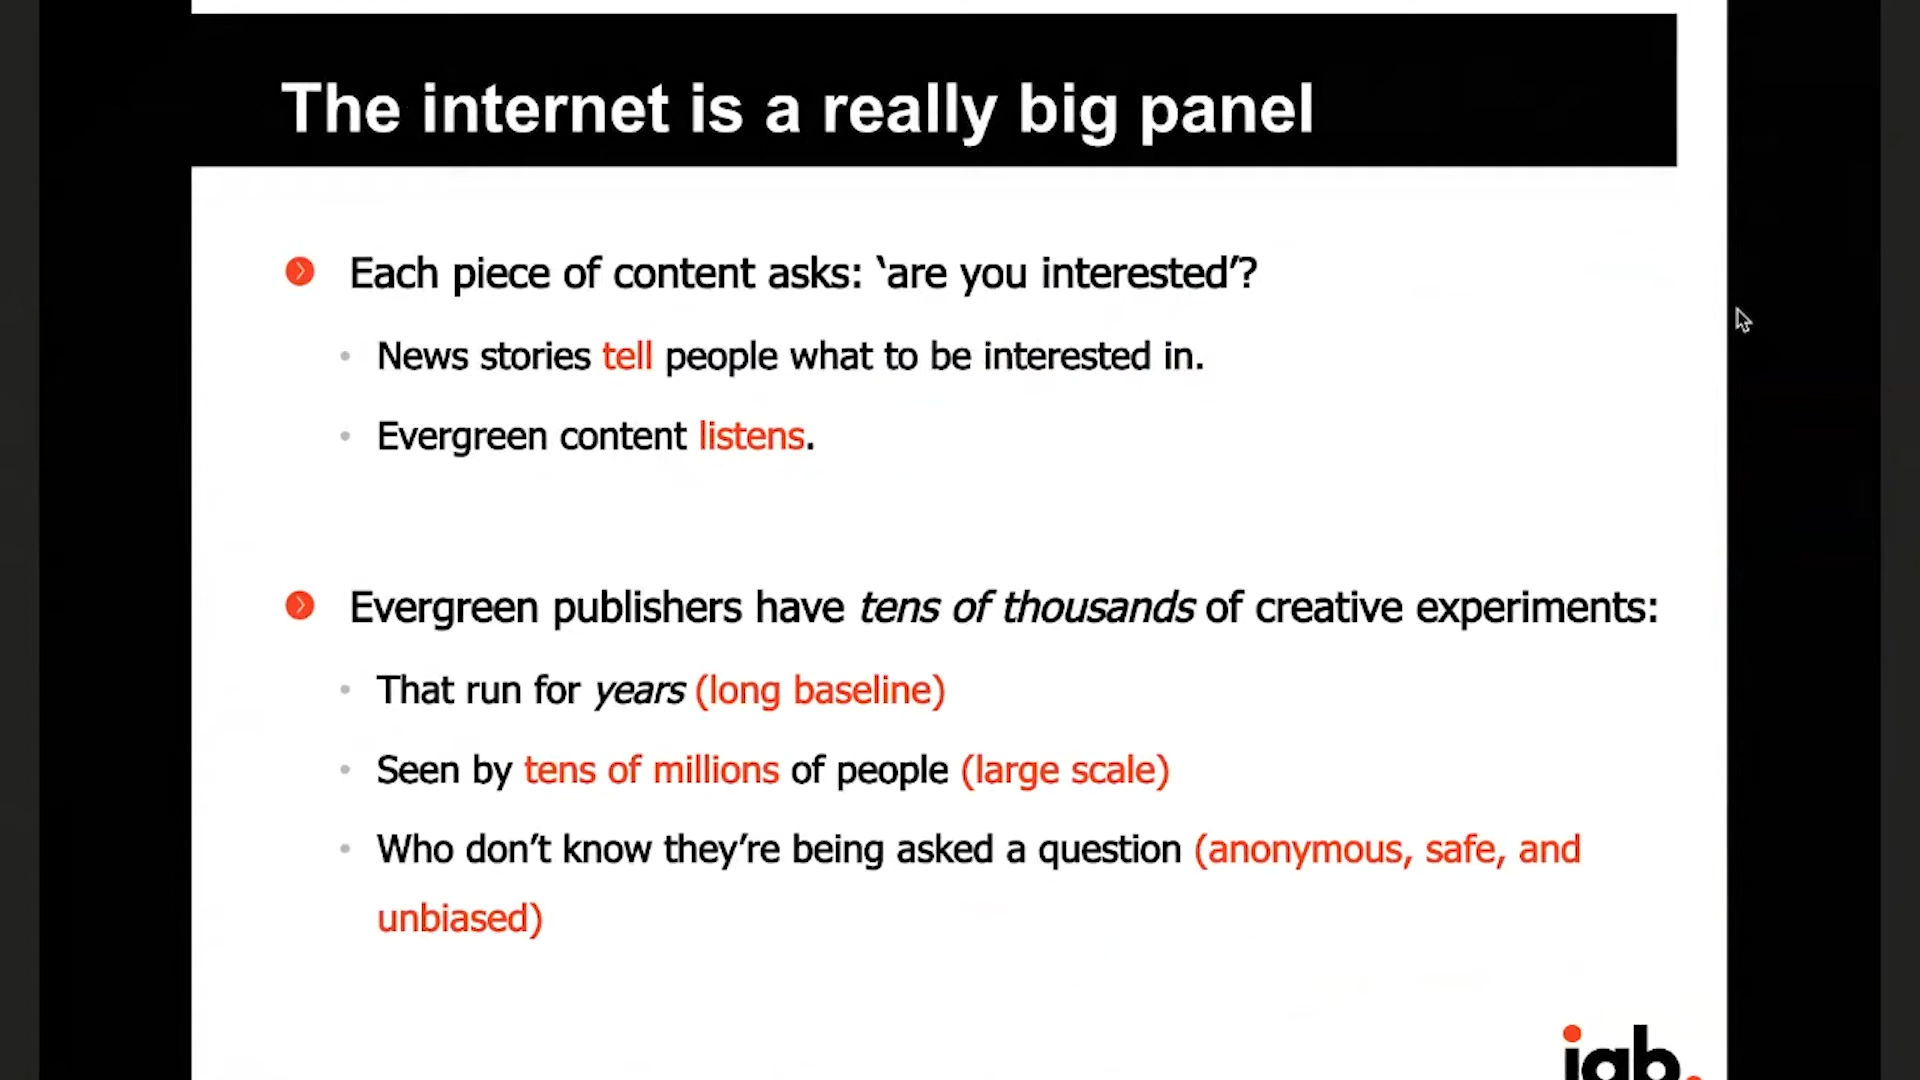 The internet is a really big panel
Each piece of content asks: ‘are you interested’?
News stories tell people what to be interested in.
Evergreen content listens.
Evergreen publishers have tens of thousands of creative experiments:
That run for years (long baseline)
Seen by tens of millions of people (large scale)
Who don’t know they’re being asked a question (anonymous, safe, and
unbiased)
iab.